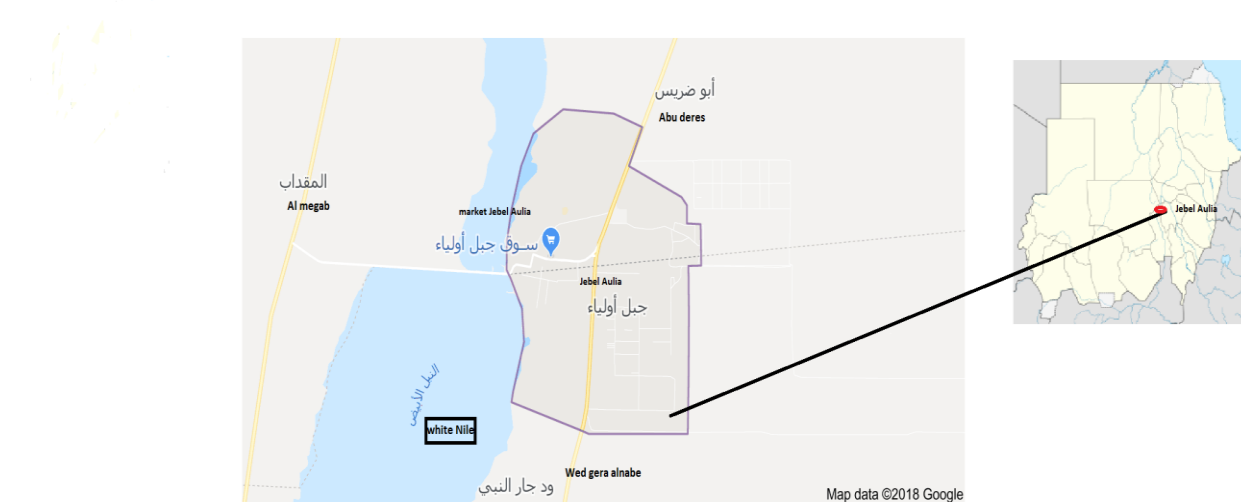 أبو ضريس
Abu deres
المقداب
Al megab
market Jebel Aulia
سوق جبل أولياء
Jebel Aulia
Jebel Aulia
جبل أولياء
النيل الأبيض
white Nile
Wed gera alnabe
ود جار النبي
Map data ©2018 Google